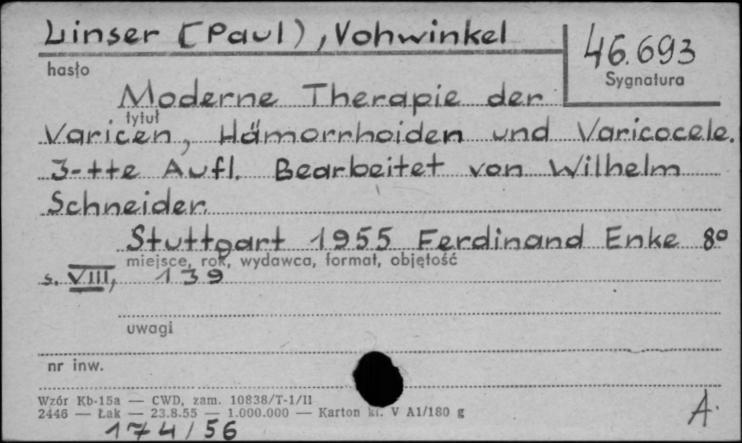 Linser (Paul), Vohwinkel
46.693
hasło
Sygnatura
Moderne Therapie der
tytuł
Varicen, Hämorrhoiden und Varicocele.
3-tte Aufl. Bearbeitet von Wilhelm
Schneider.
Stuttgart 1955 Ferdinand Enke 8°
miejsce, rok, wydawca, format, objętość
s. VIII, 139
uwagi
nr inw.
Wzór Kb-15a — CWD, zam. 10838/T-1/II
2446 — Łak — 23.8.55 — 1.000.000 — Karton kl. V A1/180 g
A.
174/56